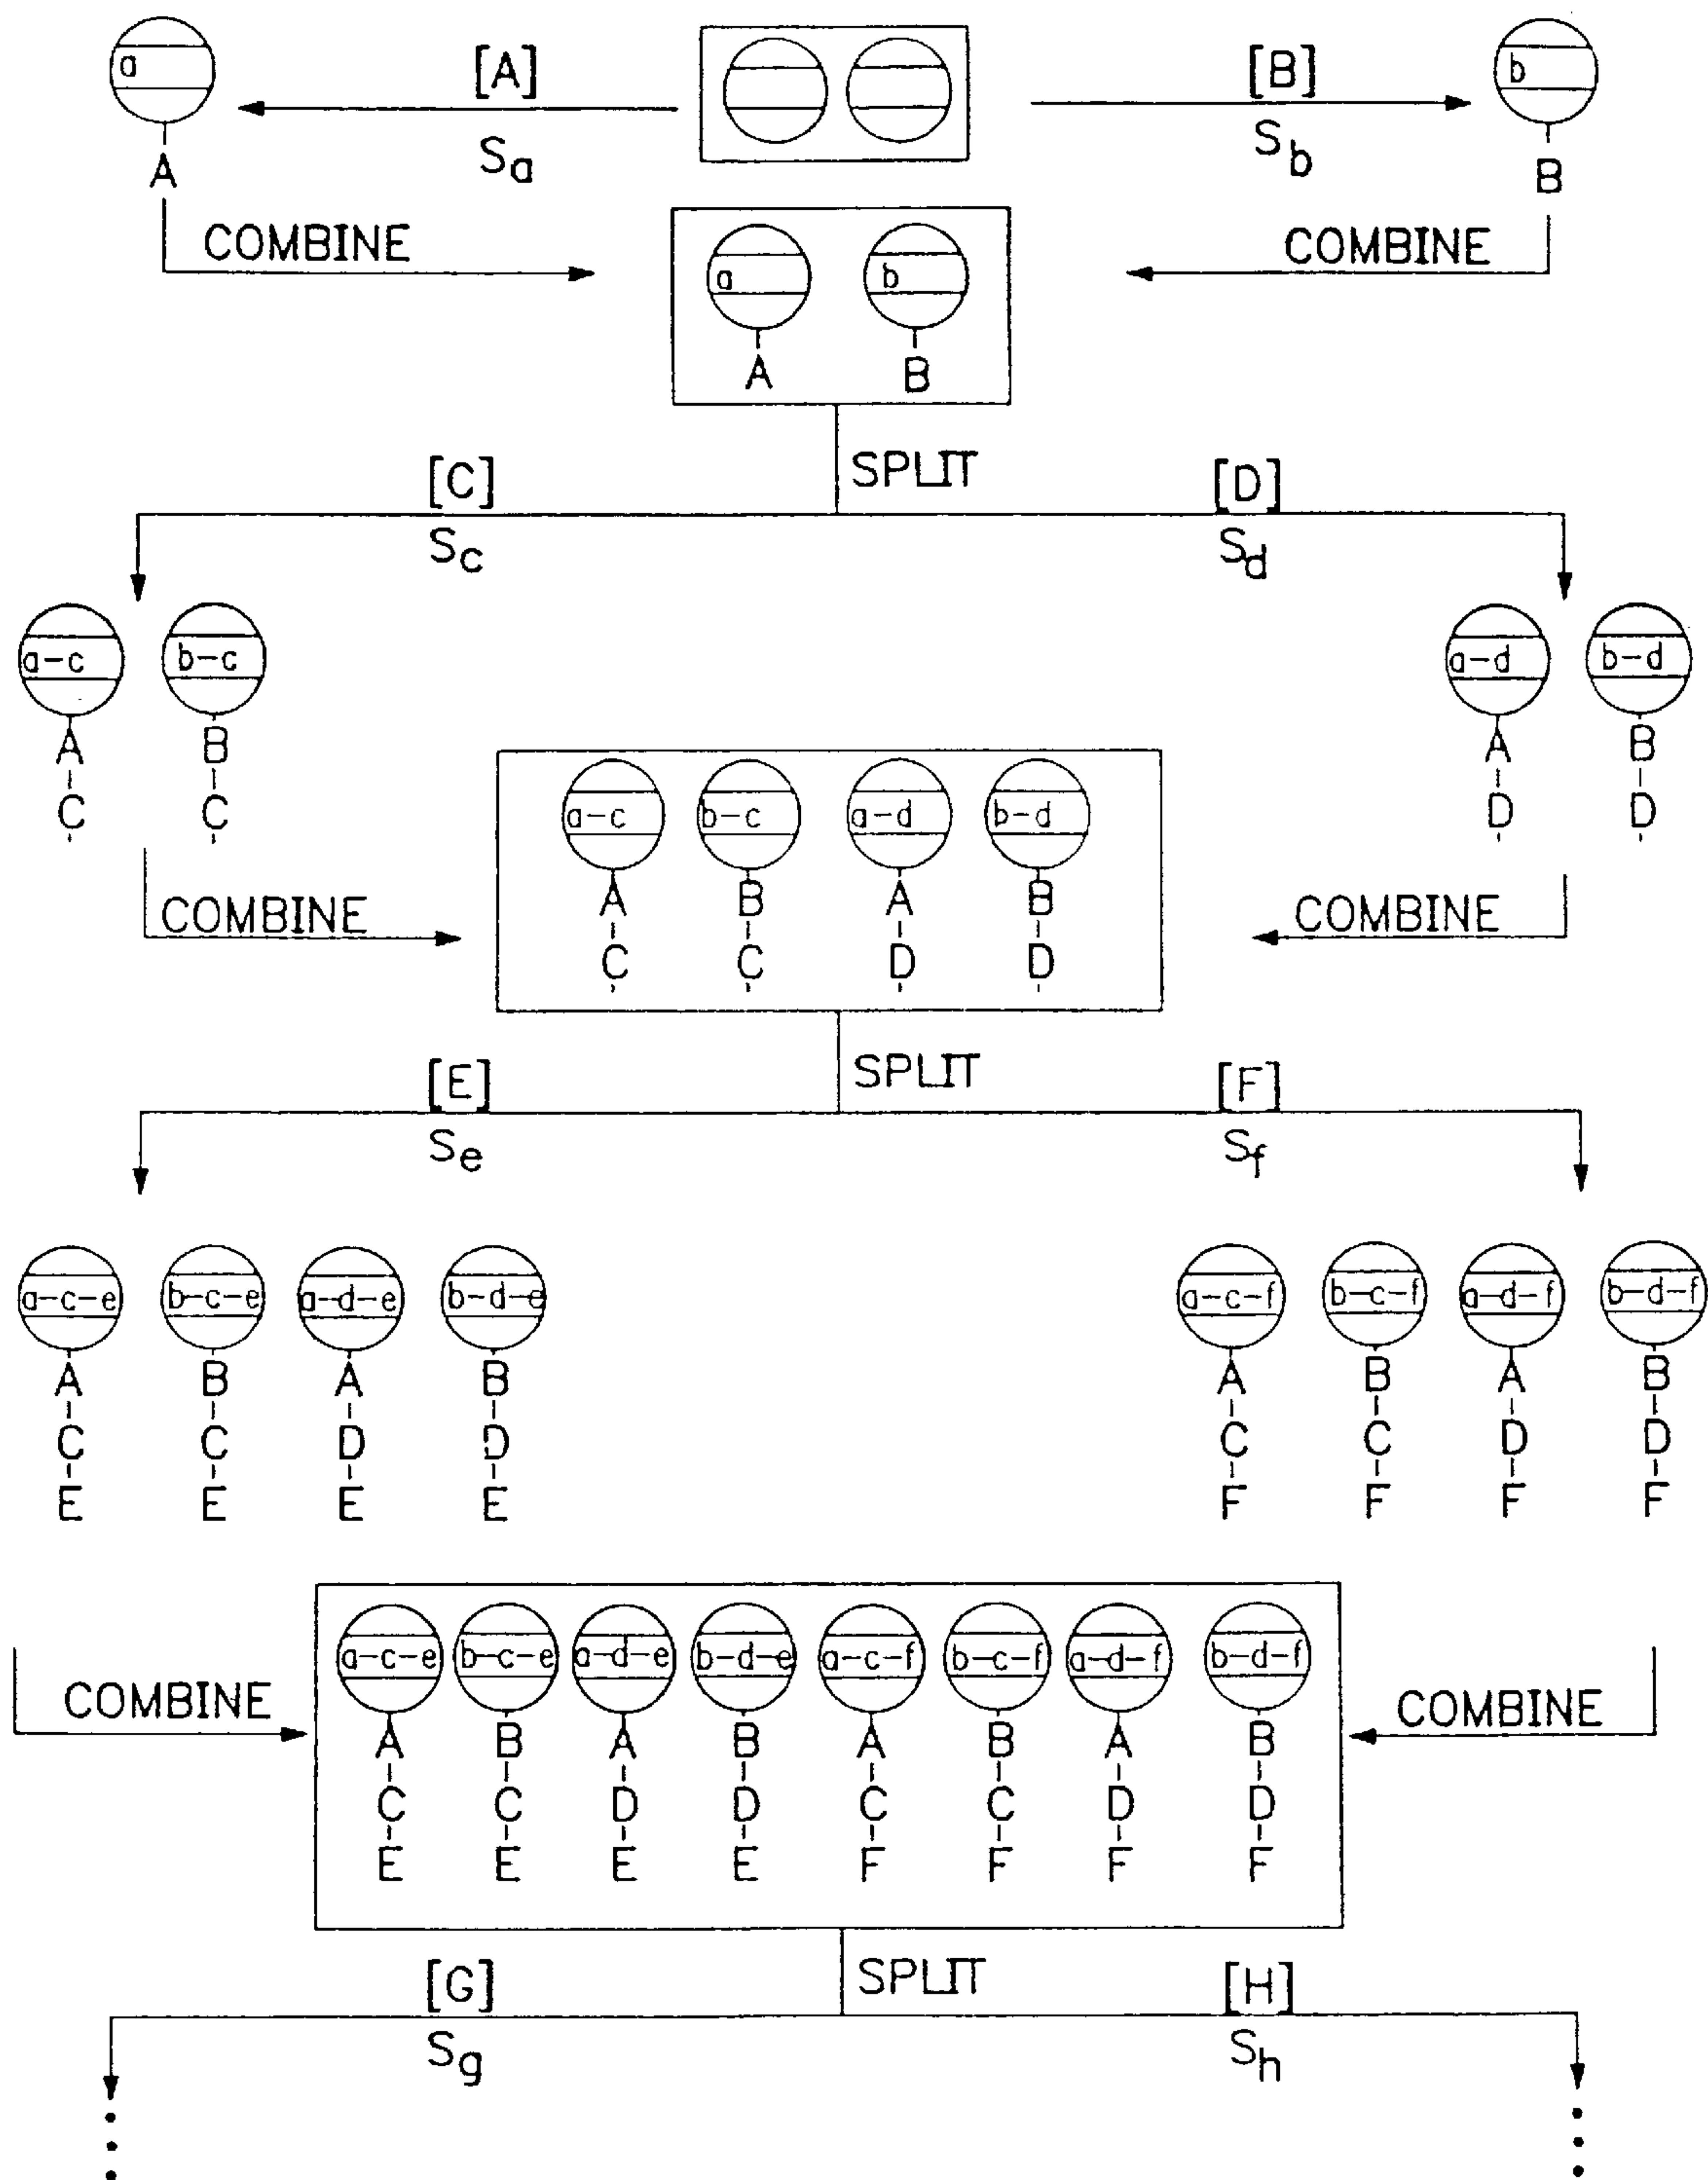 a [A] [B] b
A Sa Sb B
COMBINE a b COMBINE
A B
SPLIT
[C] [D]
Sc Sd
a-c b-c a-d b-d
A B A B
C C D D
a-c b-c a-d b-d
A B A B
COMBINE COMBINE
C C D D
SPLIT
[E] [F]
Se Sf
a-c-e b-c-e a-d-e b-d-e a-c-f b-c-f a-d-f b-d-f
A B A B A B A B
C C D D C C D D
E E E E F F F F
a-c-e b-c-e a-d-e b-d-e a-c-f b-c-f a-d-f b-d-f
COMBINE COMBINE
A B A B A B A B
C C D D C C D D
E E E E F F F F
SPLIT
[G] [H]
Sg Sh